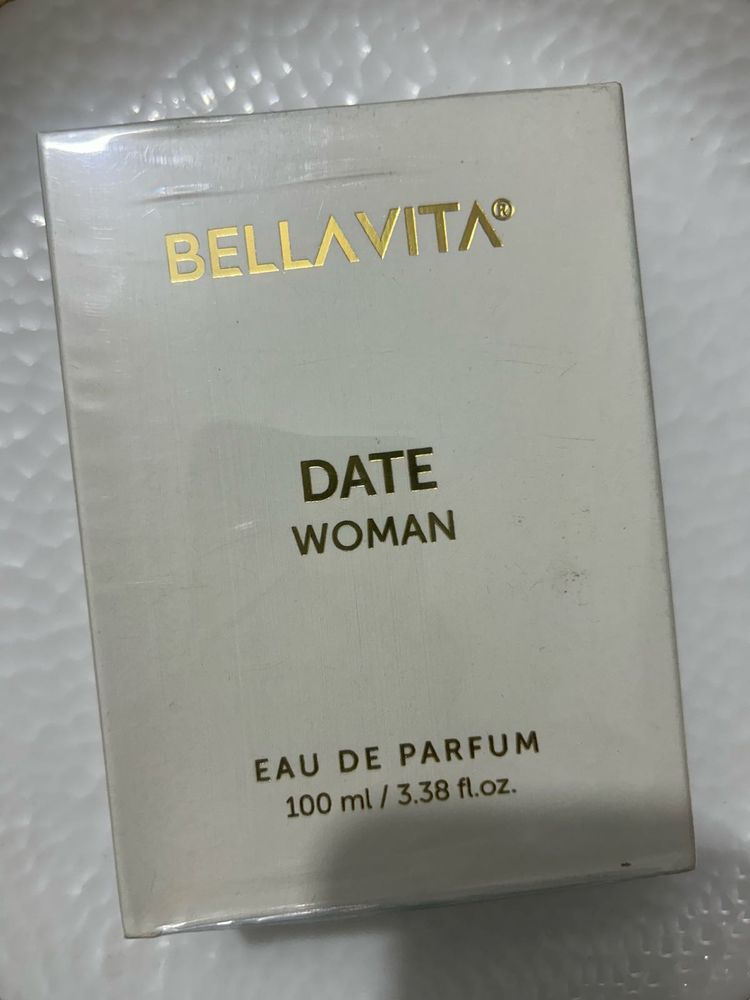 BELLAVITA®
DATE
WOMAN
EAU DE PARFUM
100 ml / 3.38 fl.oz.